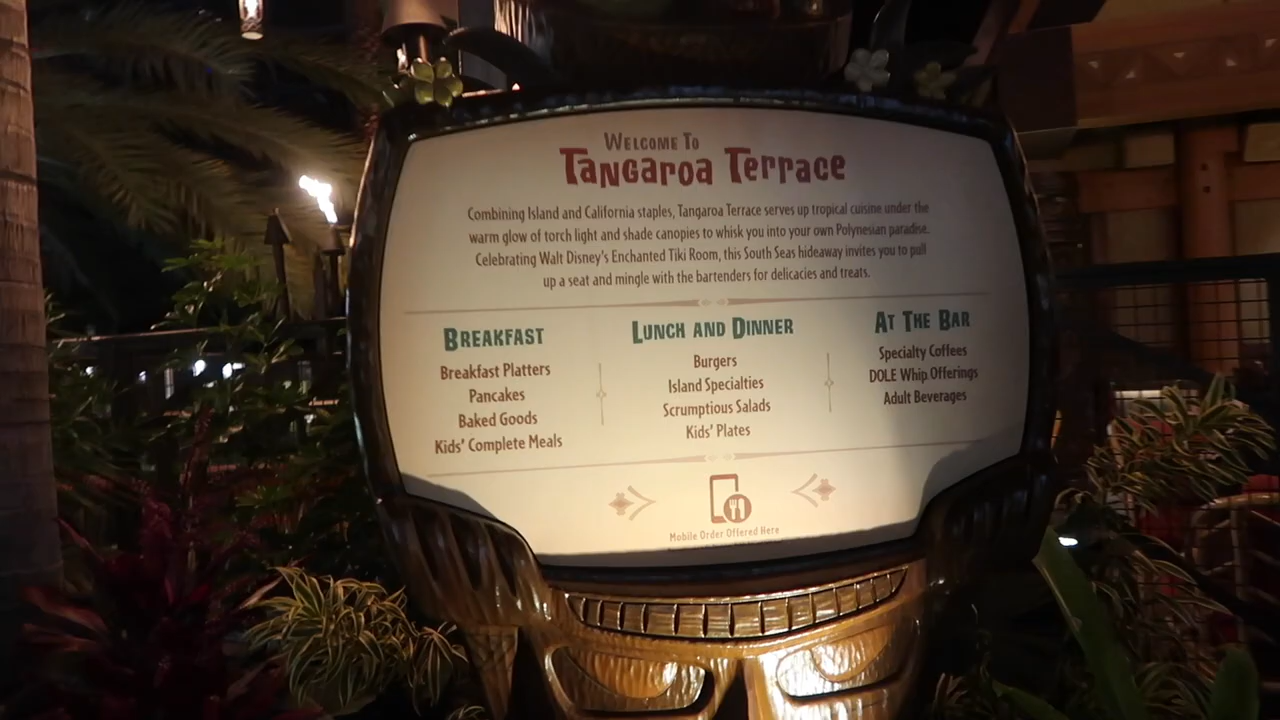 Welcome To
Tangaroa Terrace
Combining Island and California staples, Tangaroa Terrace serves up tropical cuisine under the
warm glow of torch light and shade canopies to whisk you into your own Polynesian paradise.
Celebrating Walt Disney's Enchanted Tiki Room, this South Seas hideaway invites you to pull
up a seat and mingle with the bartenders for delicacies and treats.
Breakfast
Breakfast Platters
Pancakes
Baked Goods
Kids' Complete Meals
Lunch and Dinner
Burgers
Island Specialties
Scrumptious Salads
Kids' Plates
At The Bar
Specialty Coffees
DOLE Whip Offerings
Adult Beverages
Mobile Order Offered Here